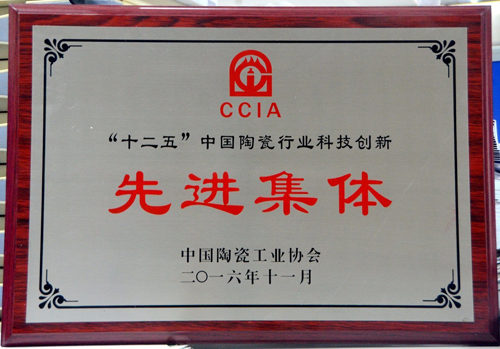 CCIA
“十二五”中国陶瓷行业科技创新
先进集体
中国陶瓷工业协会
二〇一六年十一月